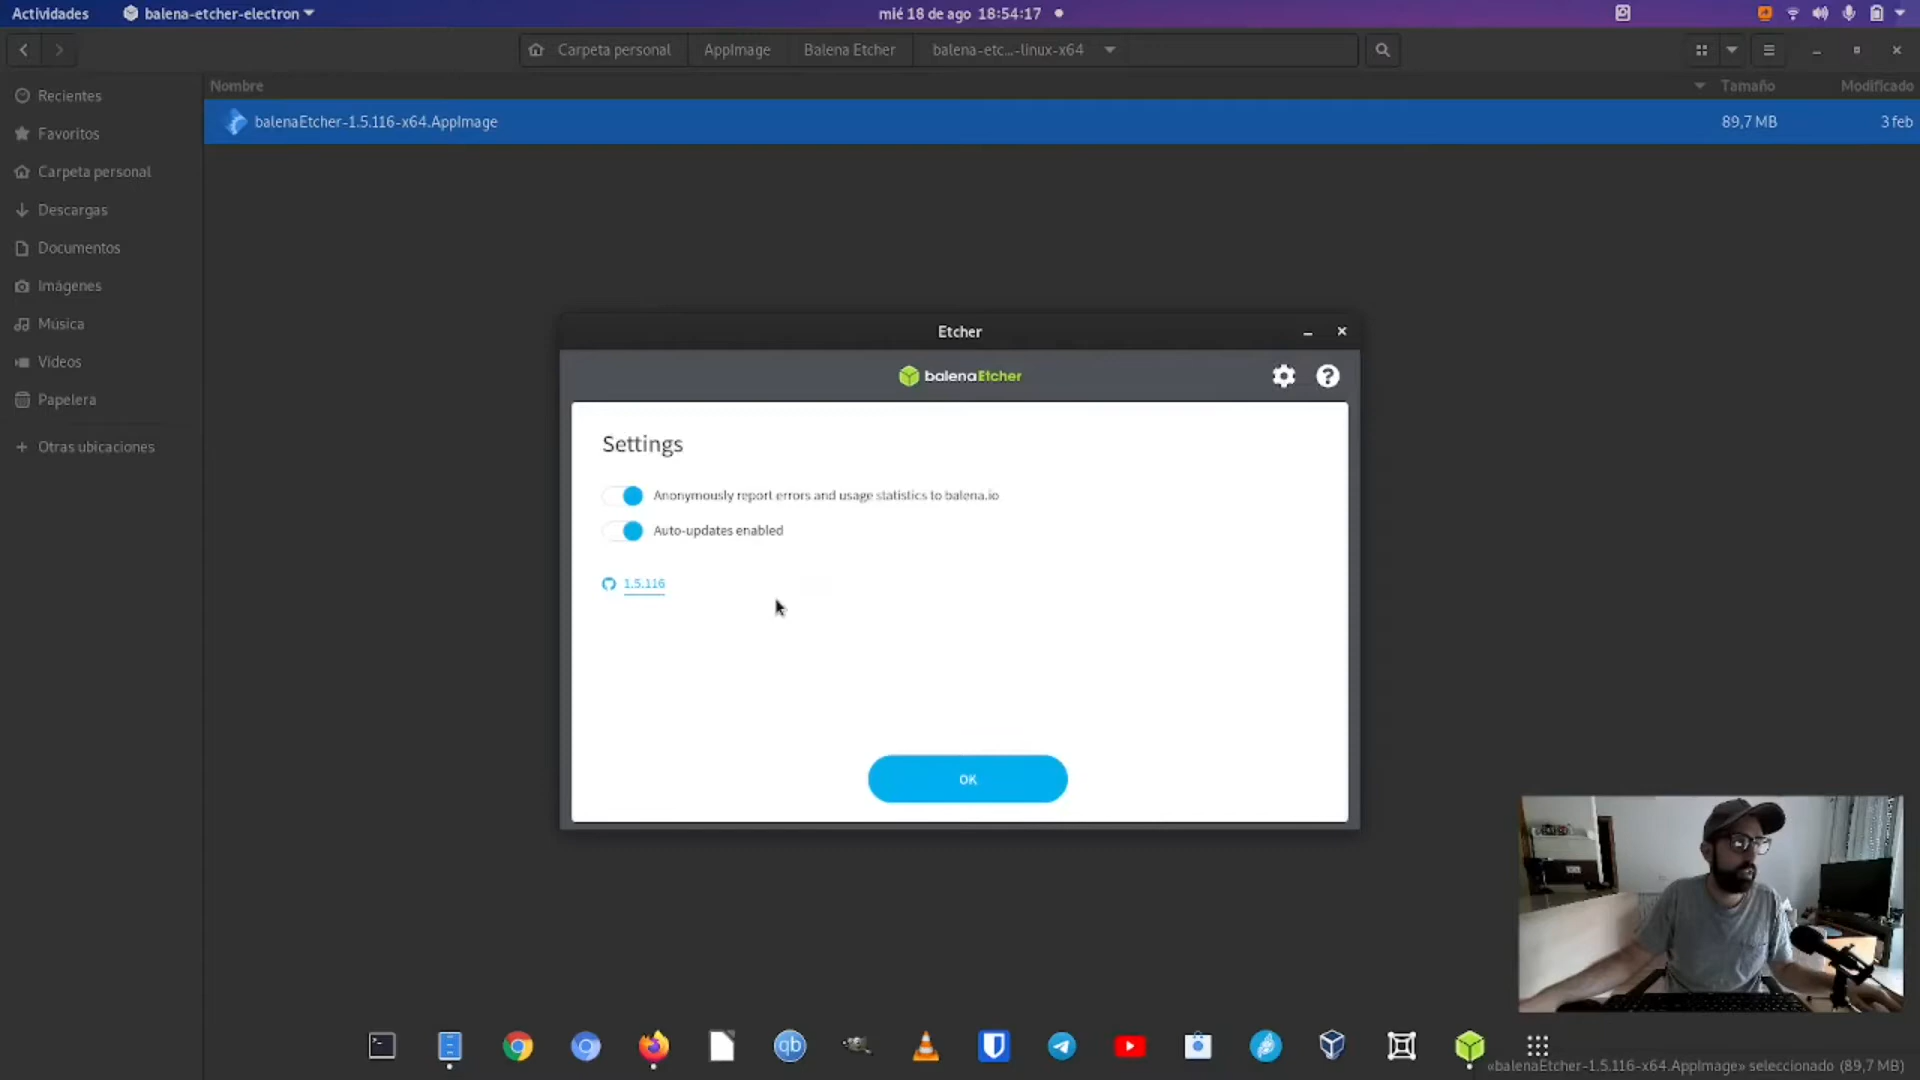 Actividades
balena-etcher-electron
mié 18 de ago 18:54:17
Carpeta personal
AppImage
Balena Etcher
balena-etc...-linux-x64
Nombre
Tamaño
Modificado
balenaEtcher-1.5.116-x64.AppImage
89,7 MB
3 feb
Recientes
Favoritos
Carpeta personal
Descargas
Documentos
Imágenes
Música
Vídeos
Papelera
Otras ubicaciones
Etcher
balenaEtcher
Settings
Anonymously report errors and usage statistics to balena.io
Auto-updates enabled
1.5.116
OK
qb
«balenaEtcher-1.5.116-x64.AppImage» seleccionado (89,7 MB)